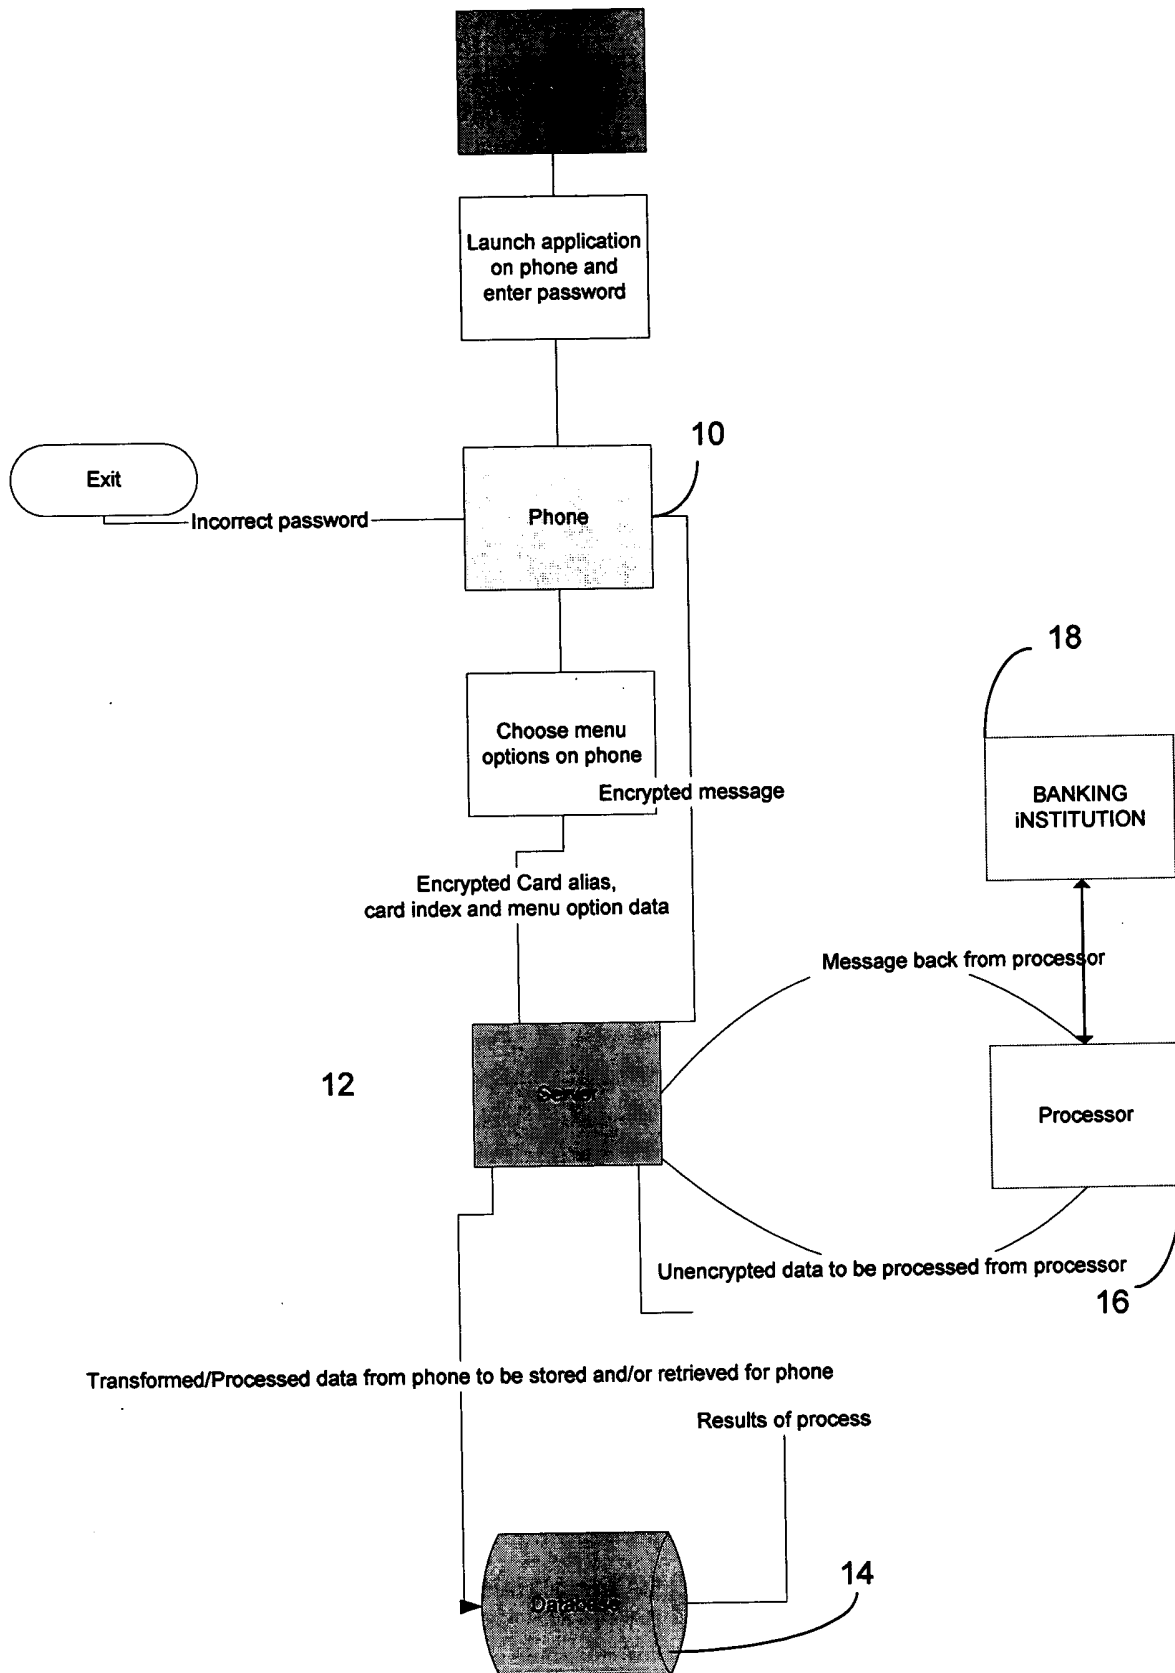 Launch application
on phone and
enter password
10
Exit
Incorrect password
Phone
18
Choose menu
options on phone
Encrypted message
BANKING
iNSTITUTION
Encrypted Card alias,
card index and menu option data
Message back from processor
12
Server
Processor
Unencrypted data to be processed from processor
16
Transformed/Processed data from phone to be stored and/or retrieved for phone
Results of process
14
Database